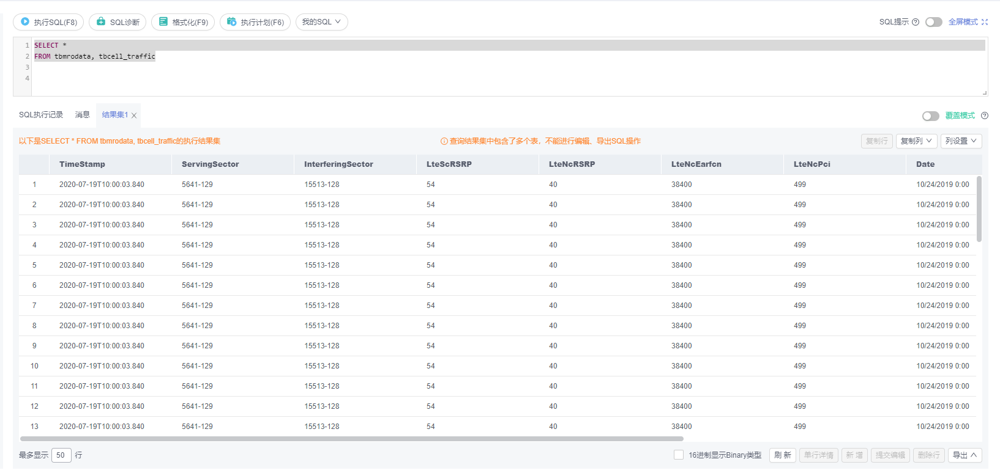 执行SQL(F8) SQL诊断 格式化(F9) 执行计划(F6) 我的SQL SQL提示 全屏模式
1 SELECT *
2 FROM tbmrodata, tbcell_traffic
3
4
SQL执行记录 消息 结果集1 覆盖模式
以下是SELECT * FROM tbmrodata, tbcell_traffic的执行结果集 查询结果集中包含了多个表，不能进行编辑、导出SQL操作 复制行 复制列 列设置
TimeStamp ServingSector InterferingSector LteScRSRP LteNcRSRP LteNcEarfcn LteNcPci Date
1 2020-07-19T10:00:03.840 5641-129 15513-128 54 40 38400 499 10/24/2019 0:00
2 2020-07-19T10:00:03.840 5641-129 15513-128 54 40 38400 499 10/24/2019 0:00
3 2020-07-19T10:00:03.840 5641-129 15513-128 54 40 38400 499 10/24/2019 0:00
4 2020-07-19T10:00:03.840 5641-129 15513-128 54 40 38400 499 10/24/2019 0:00
5 2020-07-19T10:00:03.840 5641-129 15513-128 54 40 38400 499 10/24/2019 0:00
6 2020-07-19T10:00:03.840 5641-129 15513-128 54 40 38400 499 10/24/2019 0:00
7 2020-07-19T10:00:03.840 5641-129 15513-128 54 40 38400 499 10/24/2019 0:00
8 2020-07-19T10:00:03.840 5641-129 15513-128 54 40 38400 499 10/24/2019 0:00
9 2020-07-19T10:00:03.840 5641-129 15513-128 54 40 38400 499 10/24/2019 0:00
10 2020-07-19T10:00:03.840 5641-129 15513-128 54 40 38400 499 10/24/2019 0:00
11 2020-07-19T10:00:03.840 5641-129 15513-128 54 40 38400 499 10/24/2019 0:00
12 2020-07-19T10:00:03.840 5641-129 15513-128 54 40 38400 499 10/24/2019 0:00
13 2020-07-19T10:00:03.840 5641-129 15513-128 54 40 38400 499 10/24/2019 0:00
最多显示 50 行 16进制显示Binary类型 刷 新 单行详情 新 增 提交编辑 删除行 导出